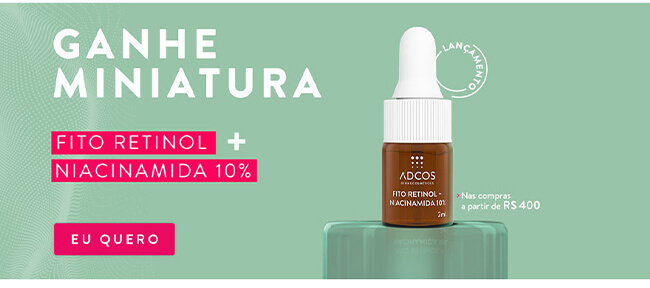 GANHE
MINIATURA
FITO RETINOL +
NIACINAMIDA 10%
EU QUERO
LANÇAMENTO
ADCOS
FITO RETINOL +
NIACINAMIDA 10%
2ml
Nas compras
a partir de R$ 400